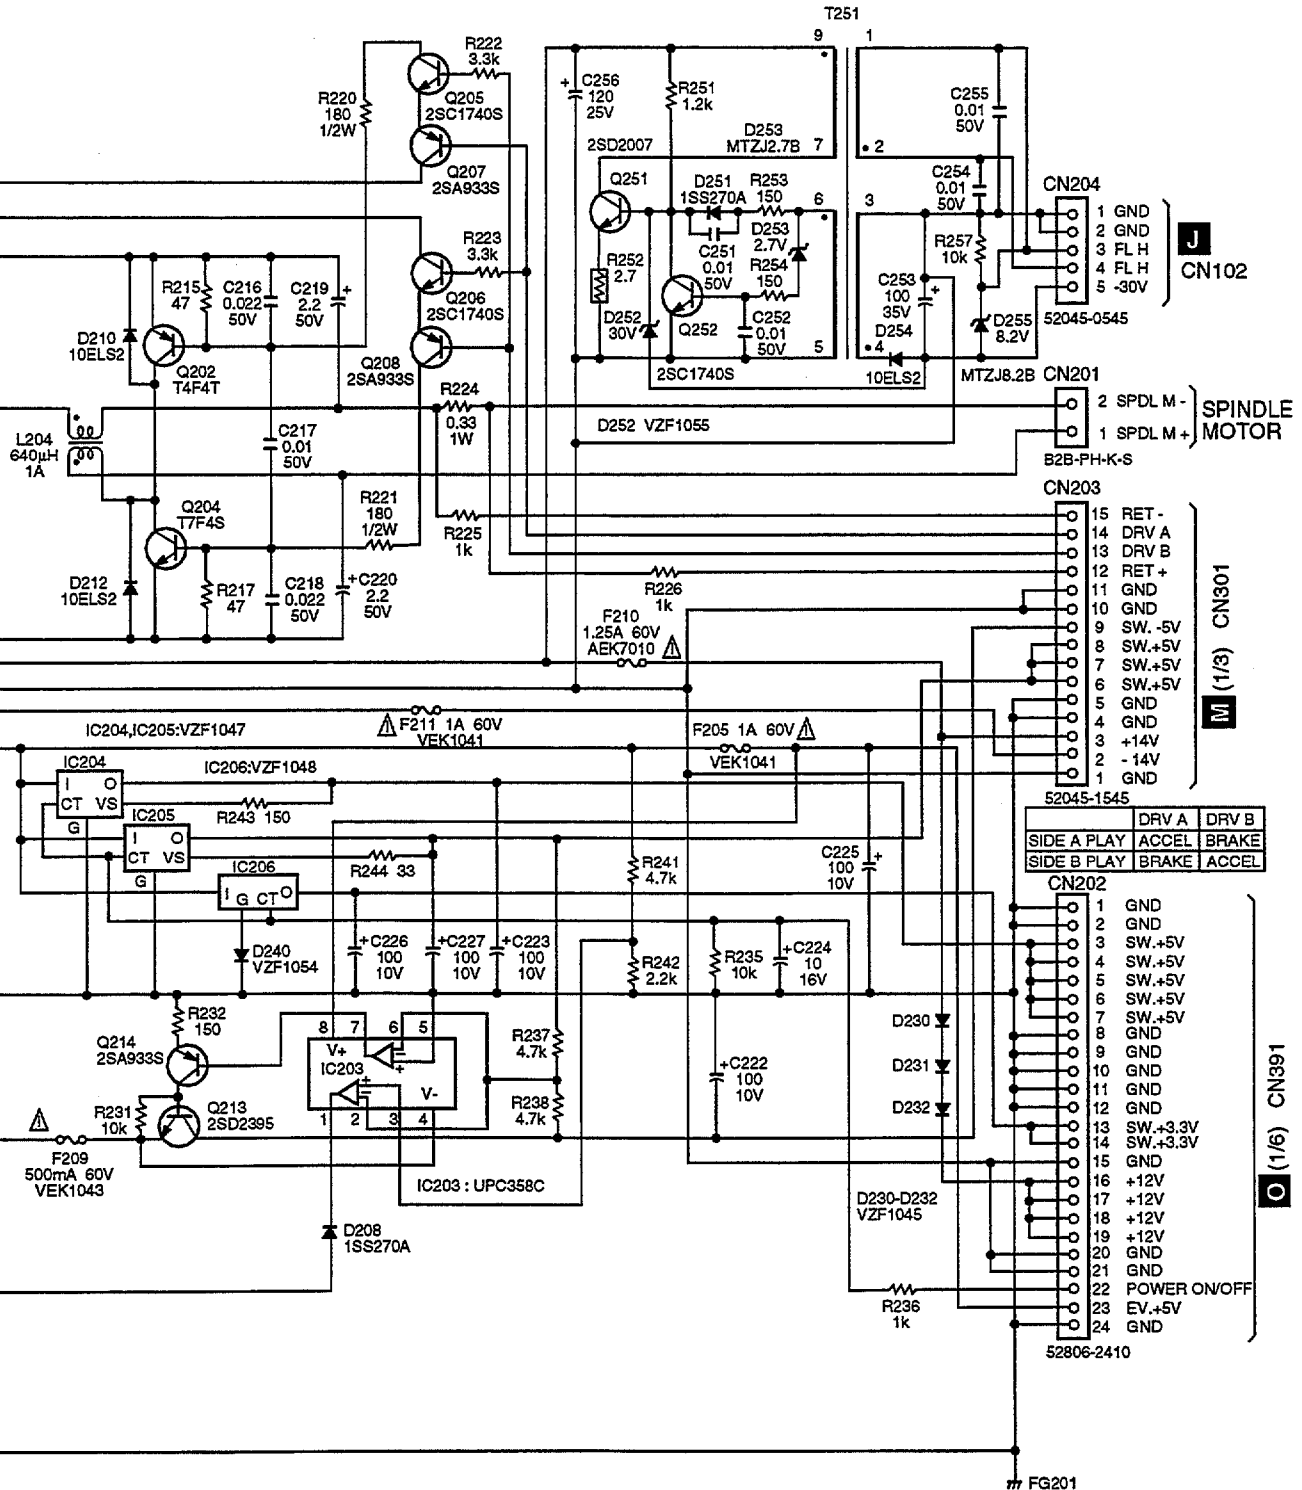 T251
9
1
R222
3.3k
Q205
2SC1740S
R220
180
1/2W
Q207
2SA933S
C256
120
25V
+
R251
1.2k
D253
MTZJ2.7B
7
2
C255
0.01
50V
2SD2007
Q251
D251
1SS270A
R253
150
6
3
C254
0.01
50V
CN204
1 GND
2 GND
3 FL H
4 FL H
5 -30V
52045-0545
J
CN102
R223
3.3k
Q206
2SC1740S
Q208
2SA933S
D253
2.7V
C251
0.01
50V
R254
150
R252
2.7
D252
30V
Q252
C252
0.01
50V
2SC1740S
5
4
R257
10k
C253
100
35V
+
D254
10ELS2
D255
8.2V
MTZJ8.2B
R215
47
C216
0.022
50V
C219
2.2
50V
+
D210
10ELS2
Q202
T4F4T
R224
0.33
1W
D252 VZF1055
CN201
2 SPDL M -
1 SPDL M +
SPINDLE
MOTOR
B2B-PH-K-S
L204
640µH
1A
C217
0.01
50V
Q204
T7F4S
R221
180
1/2W
R225
1k
D212
10ELS2
R217
47
C218
0.022
50V
+
C220
2.2
50V
R226
1k
F210
1.25A 60V
AEK7010
CN203
15 RET -
14 DRV A
13 DRV B
12 RET +
11 GND
10 GND
9 SW. -5V
8 SW.+5V
7 SW.+5V
6 SW.+5V
5 GND
4 GND
3 +14V
2 - 14V
1 GND
52045-1545
M (1/3) CN301
IC204,IC205:VZF1047
F211 1A 60V
VEK1041
F205 1A 60V
VEK1041
IC204
I O
CT VS
G
IC206:VZF1048
R243 150
IC205
I O
CT VS
G
R244 33
IC206
I G CT O
D240
VZF1054
+
C226
100
10V
+
C227
100
10V
+
C223
100
10V
R241
4.7k
R242
2.2k
C225
100
10V
+
R235
10k
+
C224
10
16V
DRV A DRV B
SIDE A PLAY ACCEL BRAKE
SIDE B PLAY BRAKE ACCEL
CN202
1 GND
2 GND
3 SW.+5V
4 SW.+5V
5 SW.+5V
6 SW.+5V
7 SW.+5V
8 GND
9 GND
10 GND
11 GND
12 GND
13 SW.+3.3V
14 SW.+3.3V
15 GND
16 +12V
17 +12V
18 +12V
19 +12V
20 GND
21 GND
22 POWER ON/OFF
23 EV.+5V
24 GND
52806-2410
O (1/6) CN391
R232
150
Q214
2SA933S
8 7 6 5
V+
IC203
V-
1 2 3 4
R237
4.7k
R238
4.7k
+
C222
100
10V
D230
D231
D232
R231
10k
Q213
2SD2395
F209
500mA 60V
VEK1043
IC203 : UPC358C
D208
1SS270A
D230-D232
VZF1045
R236
1k
FG201